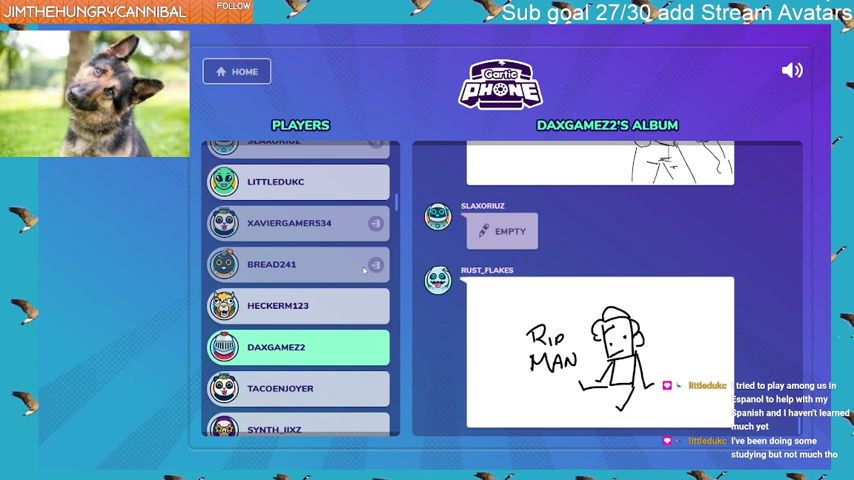 JIMTHEHUNGRYCANNIBAL
FOLLOW
Sub goal 27/30 add Stream Avatars
HOME
Gartic
PHONE
PLAYERS
DAXGAMEZ2'S ALBUM
SLAXORIUZ
LITTLEDUKC
XAVIERGAMER534
BREAD241
HECKERM123
DAXGAMEZ2
TACOENJOYER
SYNTH_IIXZ
SLAXORIUZ
EMPTY
RUST_FLAKES
RIP
MAN
littledukc I tried to play among us in
Espanol to help with my
Spanish and I haven't learned
much yet
littledukc I've been doing some
studying but not much tho